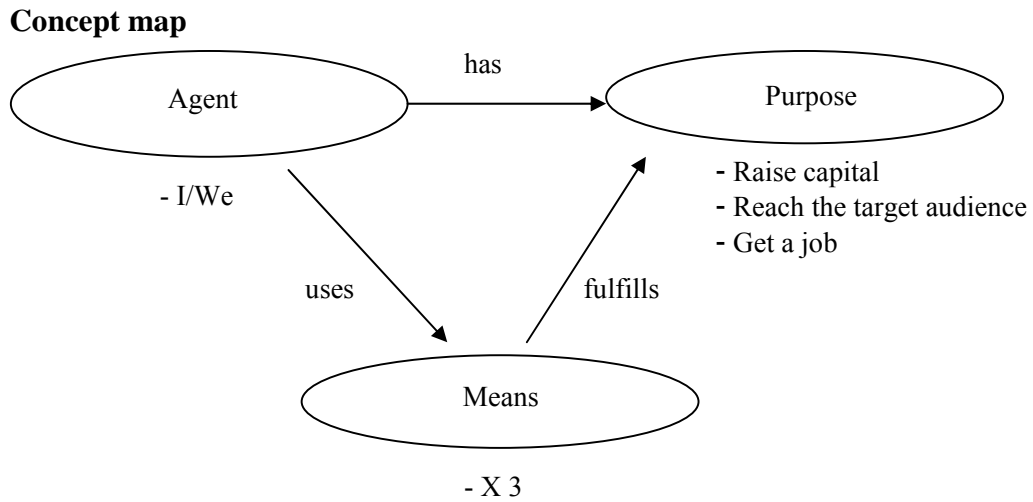 Concept map
has
Agent
Purpose
- I/We
- Raise capital
- Reach the target audience
- Get a job
uses
fulfills
Means
- X 3